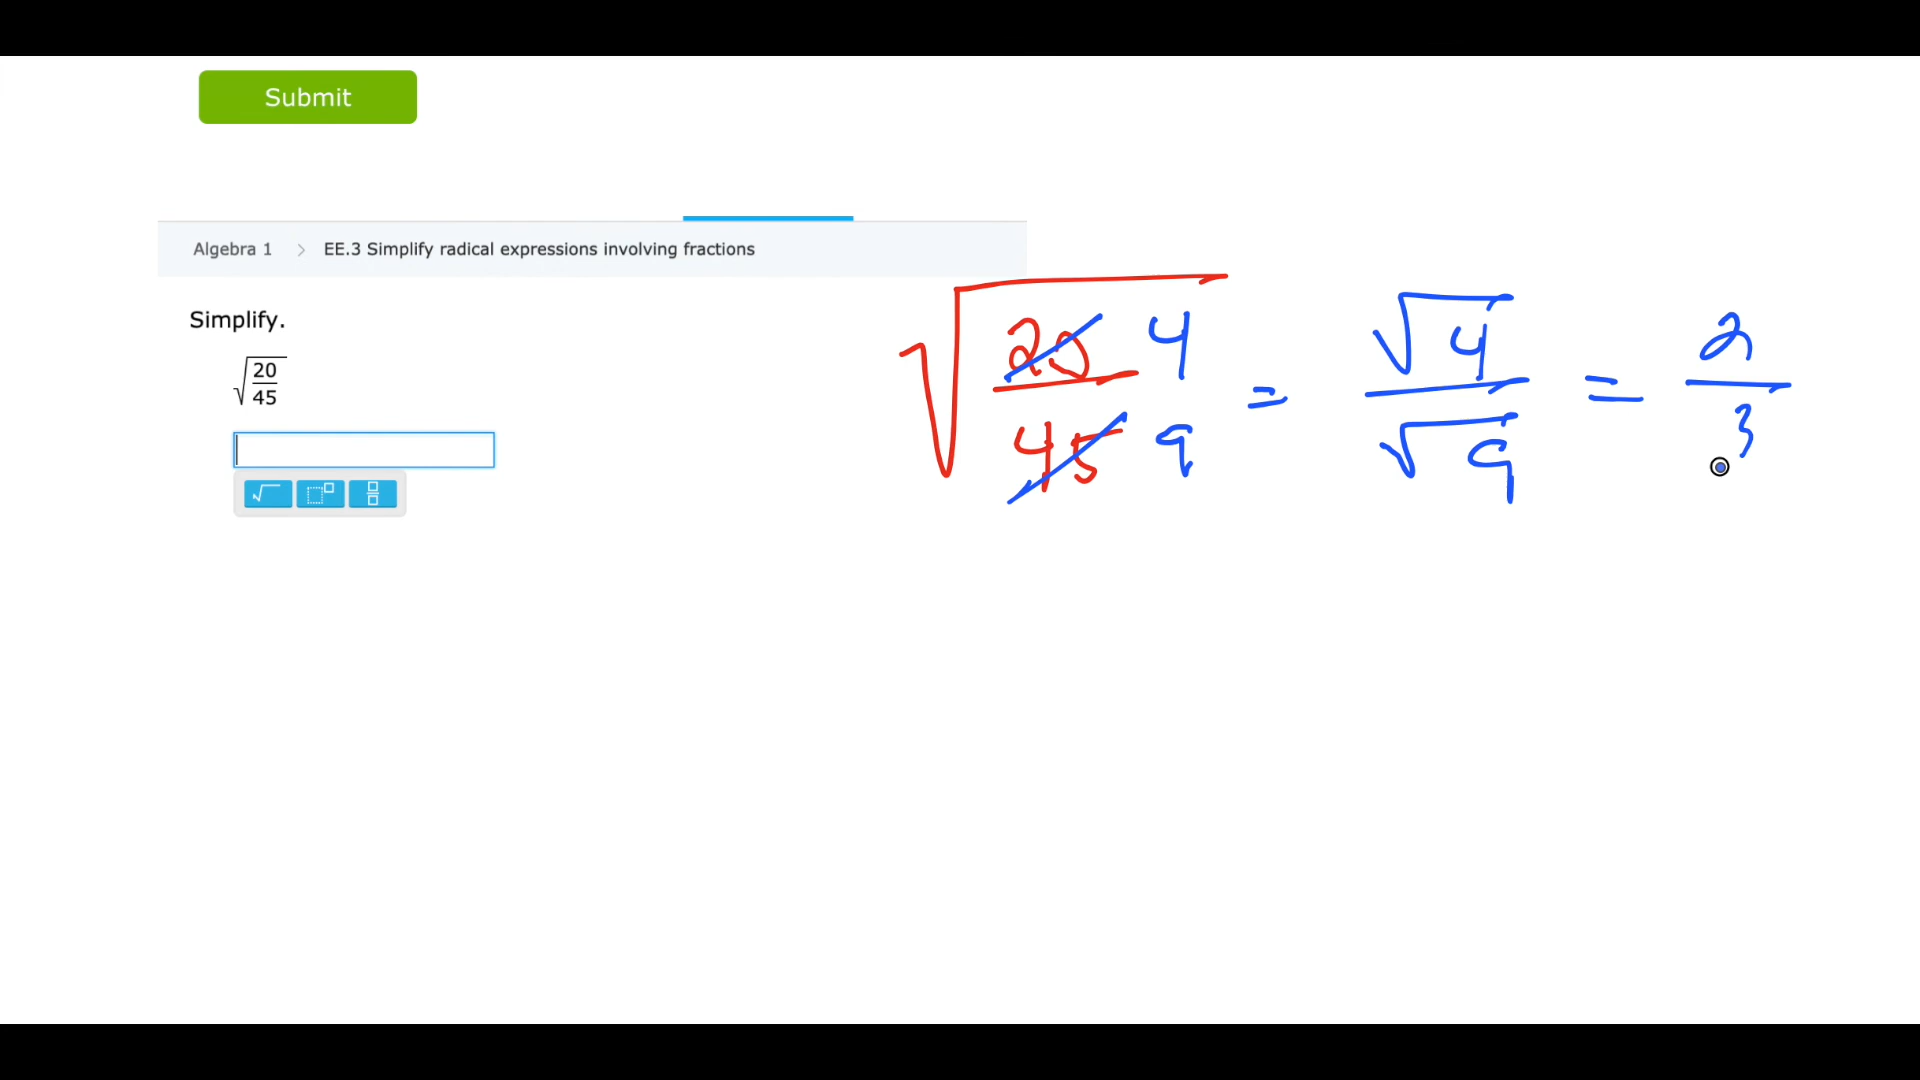 Submit
Algebra 1 > EE.3 Simplify radical expressions involving fractions
Simplify.
√(20/45)
√(20/45) 4/9 = √4/√9 = 2/3